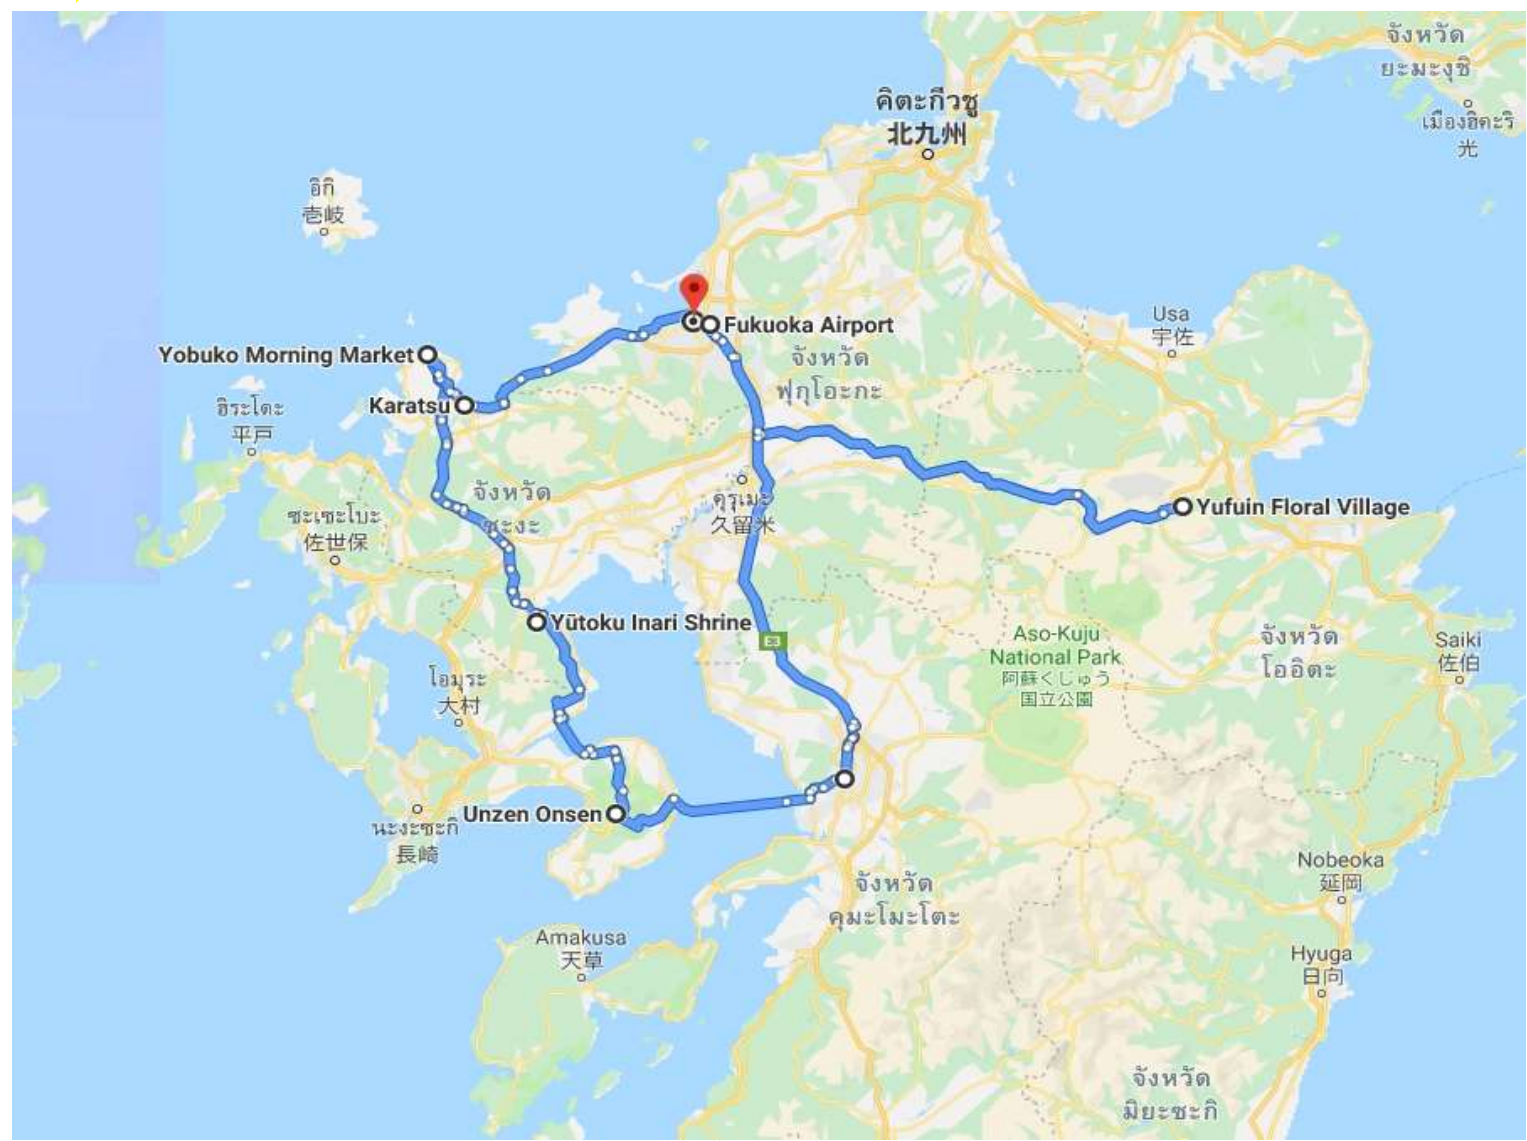 จังหวัด
ยะมะงุชิ
เมืองฮิคะริ
光
คิตะกีวชู
北九州
อิกิ
壱岐
Usa
宇佐
Fukuoka Airport
จังหวัด
ฟุกุโอะกะ
Yobuko Morning Market
Karatsu
ฮิระโดะ
平戸
จังหวัด
ซะงะ
คุรุเมะ
久留米
Yufuin Floral Village
ซะเซะโบะ
佐世保
Yūtoku Inari Shrine
E3
Aso-Kuju
National Park
阿蘇くじゅう
国立公園
จังหวัด
โออิตะ
Saiki
佐伯
โอมุระ
大村
Unzen Onsen
นะงะซะกิ
長崎
Nobeoka
延岡
จังหวัด
คุมะโมะโตะ
Amakusa
天草
Hyuga
日向
จังหวัด
มิยะซะกิ